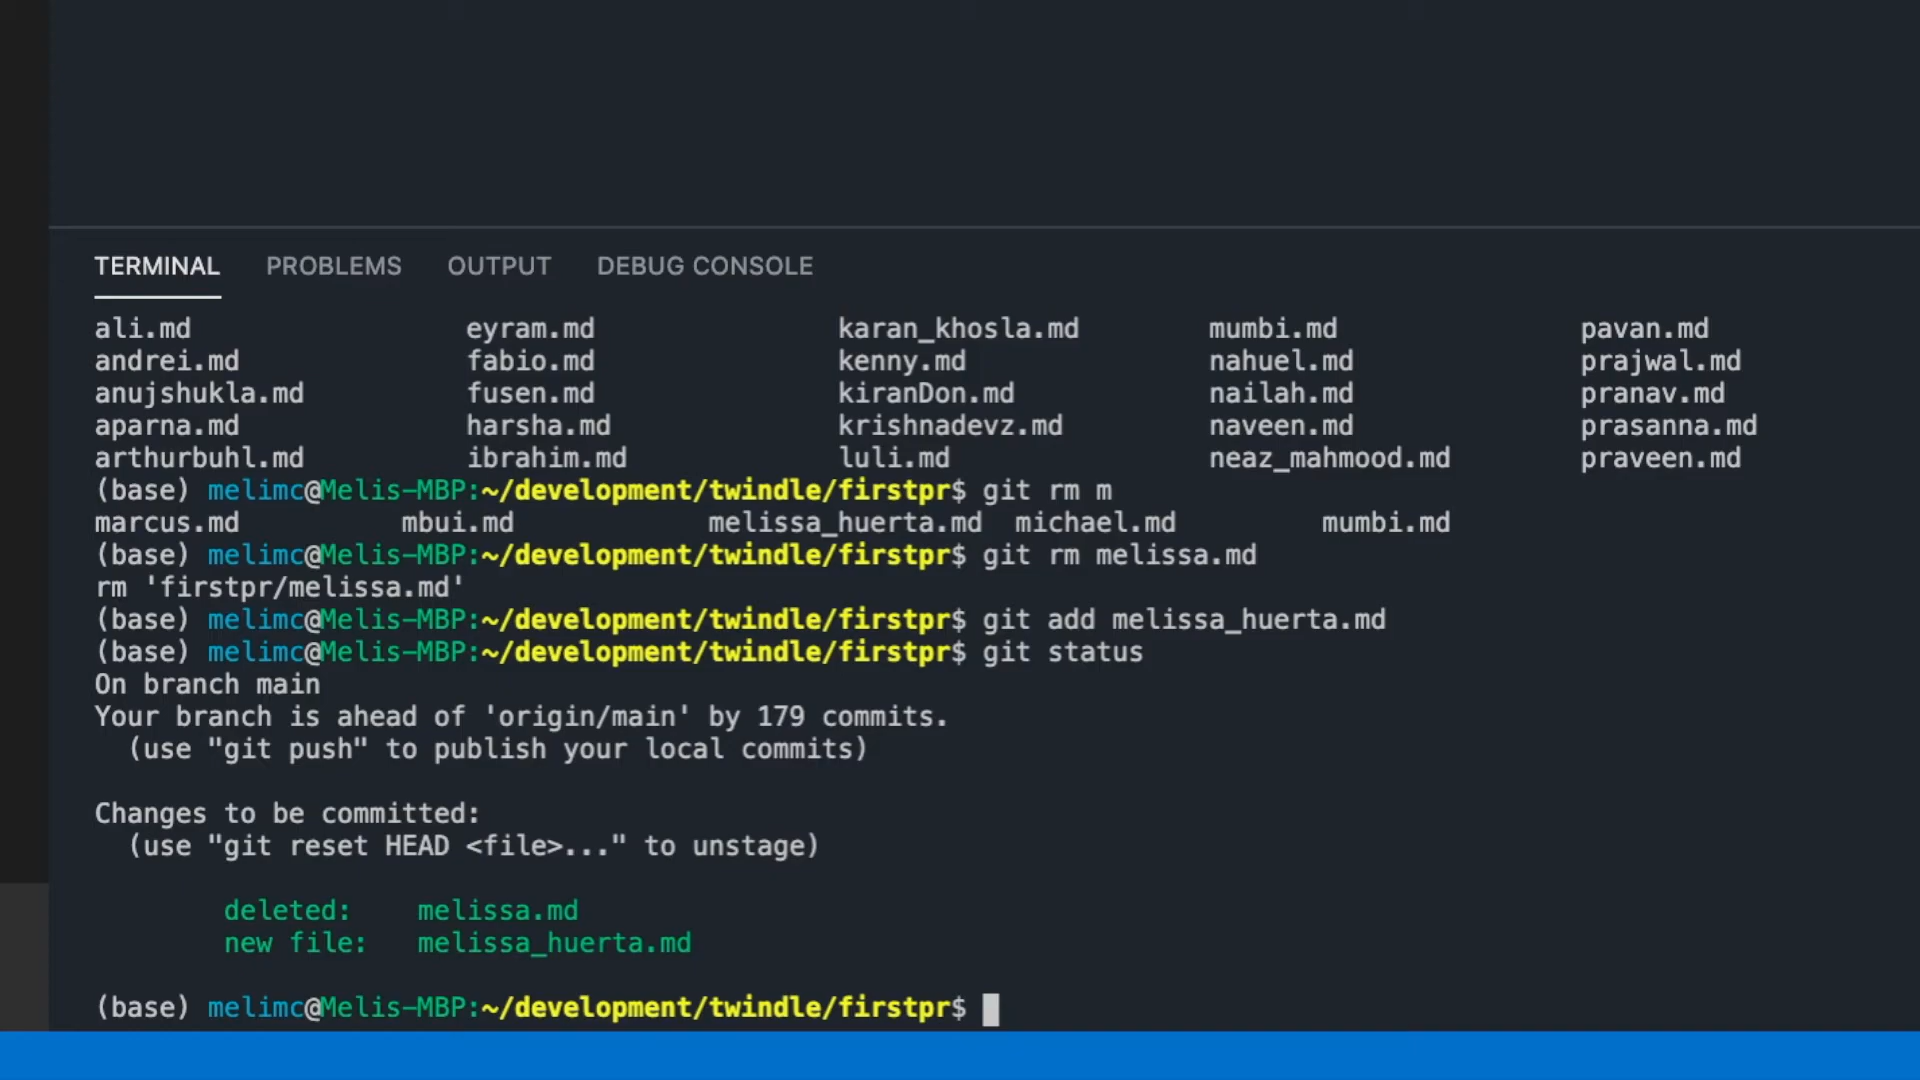 TERMINAL PROBLEMS OUTPUT DEBUG CONSOLE
ali.md eyram.md karan_khosla.md mumbi.md pavan.md
andrei.md fabio.md kenny.md nahuel.md prajwal.md
anujshukla.md fusen.md kiranDon.md nailah.md pranav.md
aparna.md harsha.md krishnadevz.md naveen.md prasanna.md
arthurbuhl.md ibrahim.md luli.md neaz_mahmood.md praveen.md
(base) melimc@Melis-MBP:~/development/twindle/firstpr$ git rm m
marcus.md mbui.md melissa_huerta.md michael.md mumbi.md
(base) melimc@Melis-MBP:~/development/twindle/firstpr$ git rm melissa.md
rm 'firstpr/melissa.md'
(base) melimc@Melis-MBP:~/development/twindle/firstpr$ git add melissa_huerta.md
(base) melimc@Melis-MBP:~/development/twindle/firstpr$ git status
On branch main
Your branch is ahead of 'origin/main' by 179 commits.
(use "git push" to publish your local commits)
Changes to be committed:
(use "git reset HEAD <file>..." to unstage)
deleted: melissa.md
new file: melissa_huerta.md
(base) melimc@Melis-MBP:~/development/twindle/firstpr$